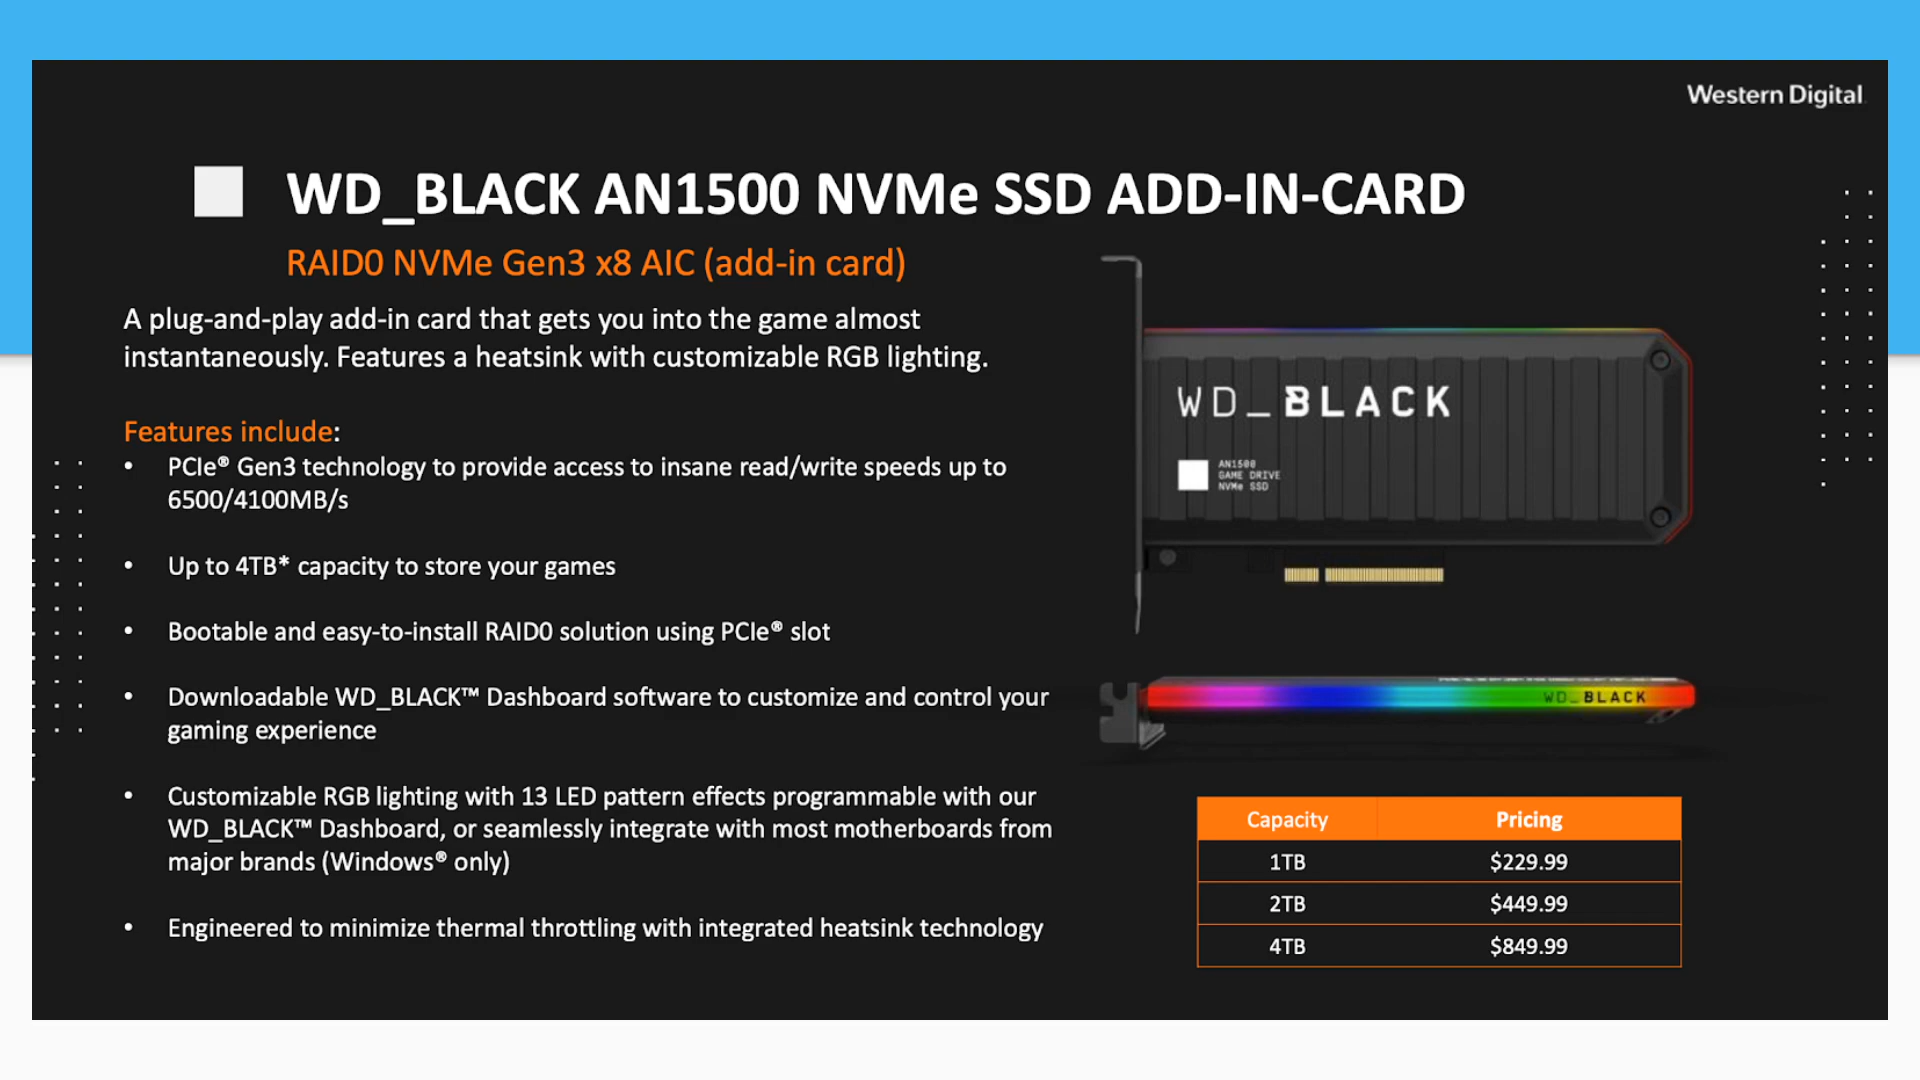 Western Digital
WD_BLACK AN1500 NVMe SSD ADD-IN-CARD
RAID0 NVMe Gen3 x8 AIC (add-in card)
A plug-and-play add-in card that gets you into the game almost
instantaneously. Features a heatsink with customizable RGB lighting.
Features include:
• PCIe® Gen3 technology to provide access to insane read/write speeds up to
6500/4100MB/s
• Up to 4TB* capacity to store your games
• Bootable and easy-to-install RAID0 solution using PCIe® slot
• Downloadable WD_BLACK™ Dashboard software to customize and control your
gaming experience
• Customizable RGB lighting with 13 LED pattern effects programmable with our
WD_BLACK™ Dashboard, or seamlessly integrate with most motherboards from
major brands (Windows® only)
• Engineered to minimize thermal throttling with integrated heatsink technology
WD_BLACK
AN1500
GAME DRIVE
NVMe SSD
WD_BLACK
Capacity Pricing
1TB $229.99
2TB $449.99
4TB $849.99